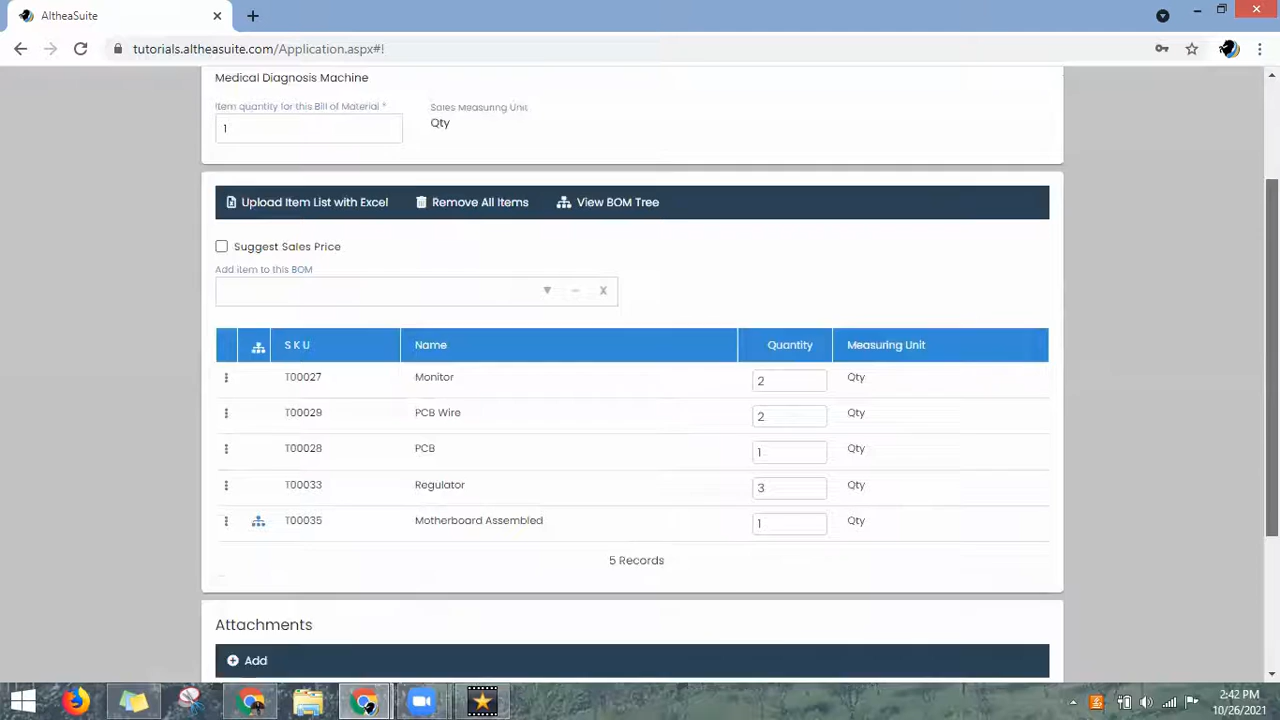 AltheaSuite
tutorials.altheasuite.com/Application.aspx#!
Medical Diagnosis Machine
Item quantity for this Bill of Material *
Sales Measuring Unit
1
Qty
Upload Item List with Excel
Remove All Items
View BOM Tree
Suggest Sales Price
Add item to this BOM
X
S K U Name Quantity Measuring Unit
T00027 Monitor 2 Qty
T00029 PCB Wire 2 Qty
T00028 PCB 1 Qty
T00033 Regulator 3 Qty
T00035 Motherboard Assembled 1 Qty
5 Records
Attachments
Add
2:42 PM
10/26/2021